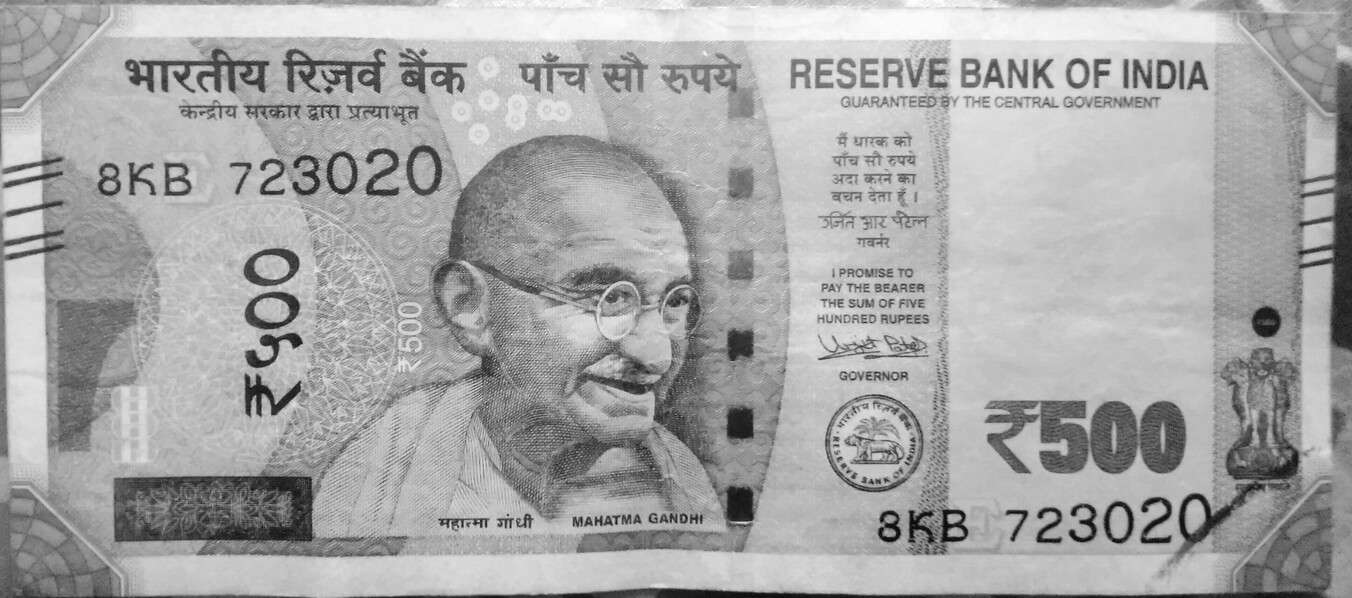 भारतीय रिज़र्व बैंक
केन्द्रीय सरकार द्वारा प्रत्याभूत
पाँच सौ रुपये
RESERVE BANK OF INDIA
GUARANTEED BY THE CENTRAL GOVERNMENT
8KB 723020
₹५००
₹500
मैं धारक को
पाँच सौ रुपये
अदा करने का
वचन देता हूँ ।
उर्जित आर पटेल
गवर्नर
I PROMISE TO
PAY THE BEARER
THE SUM OF FIVE
HUNDRED RUPEES
Urjit Patel
GOVERNOR
भारतीय रिज़र्व बैंक
RESERVE BANK OF INDIA
₹500
महात्मा गांधी
MAHATMA GANDHI
8KB 723020